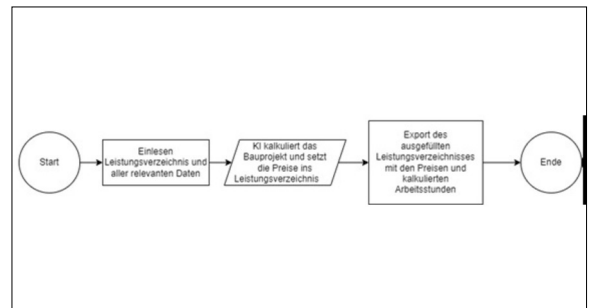 Start
Einlesen
Leistungsverzeichnis und
aller relevanten Daten
KI kalkuliert das
Bauprojekt und setzt
die Preise ins
Leistungsverzeichnis
Export des
ausgefüllten
Leistungsverzeichnisses
mit den Preisen und
kalkulierten
Arbeitsstunden
Ende